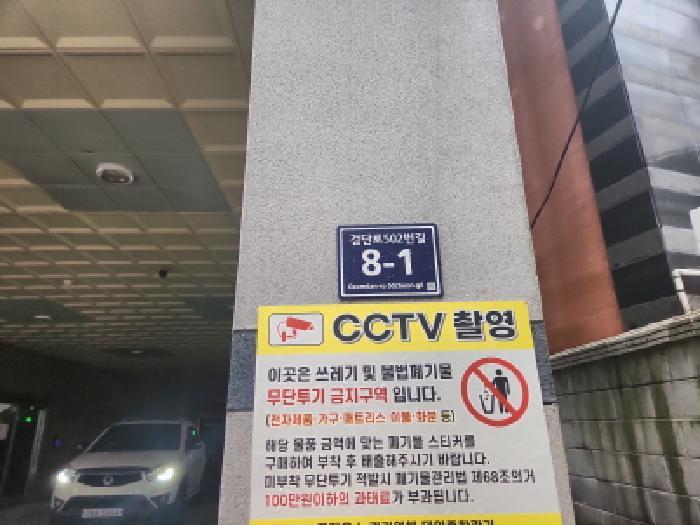 검단로502번길
8-1
Geomdan-ro 502beon-gil
CCTV 촬영
이곳은 쓰레기 및 불법폐기물
무단투기 금지구역 입니다.
(전자제품·가구·매트리스·이불·화분 등)
해당 물품 금액에 맞는 폐기물 스티커를
구매하여 부착 후 배출해주시기 바랍니다.
미부착 무단투기 적발시 폐기물관리법 제68조의거
100만원이하의 과태료가 부과됩니다.